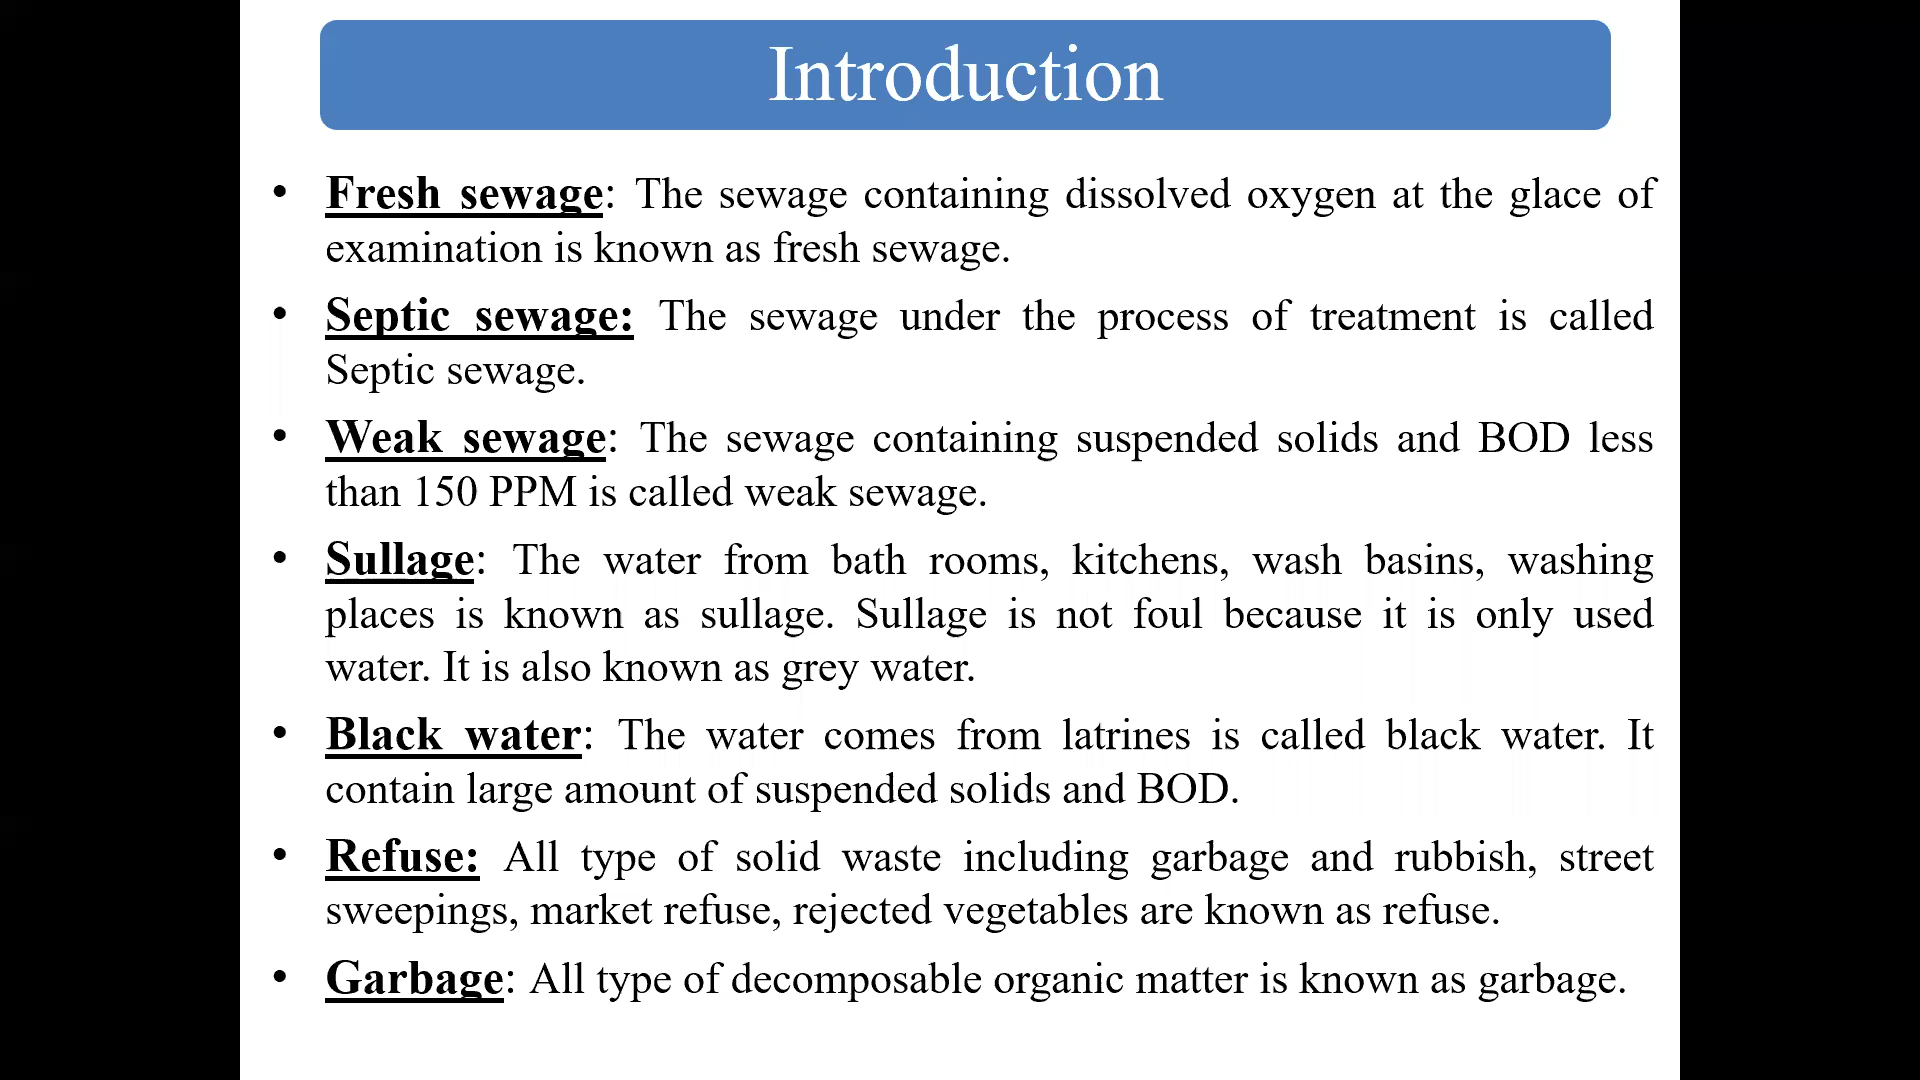 Introduction
• Fresh sewage: The sewage containing dissolved oxygen at the glace of
examination is known as fresh sewage.
• Septic sewage: The sewage under the process of treatment is called
Septic sewage.
• Weak sewage: The sewage containing suspended solids and BOD less
than 150 PPM is called weak sewage.
• Sullage: The water from bath rooms, kitchens, wash basins, washing
places is known as sullage. Sullage is not foul because it is only used
water. It is also known as grey water.
• Black water: The water comes from latrines is called black water. It
contain large amount of suspended solids and BOD.
• Refuse: All type of solid waste including garbage and rubbish, street
sweepings, market refuse, rejected vegetables are known as refuse.
• Garbage: All type of decomposable organic matter is known as garbage.